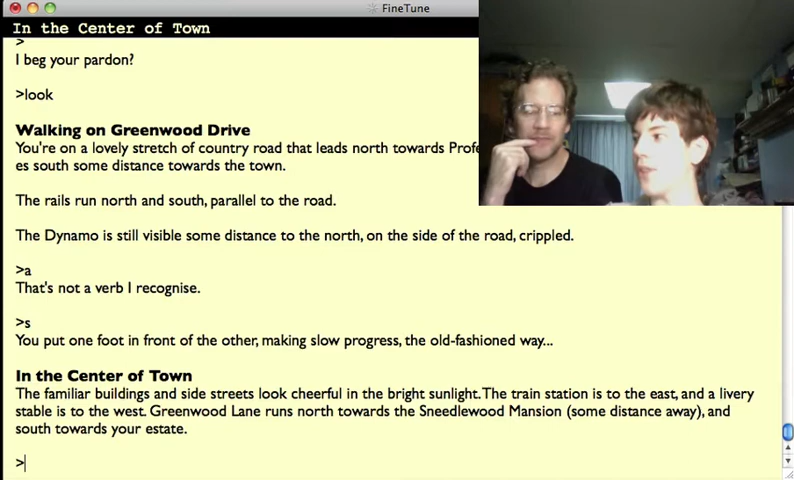 FineTune
In the Center of Town
>
I beg your pardon?
>look
Walking on Greenwood Drive
You're on a lovely stretch of country road that leads north towards
es south some distance towards the town.
The rails run north and south, parallel to the road.
The Dynamo is still visible some distance to the north, on the side of the road, crippled.
>a
That's not a verb I recognise.
>s
You put one foot in front of the other, making slow progress, the old-fashioned way...
In the Center of Town
The familiar buildings and side streets look cheerful in the bright sunlight. The train station is to the east, and a livery
stable is to the west. Greenwood Lane runs north towards the Sneedlewood Mansion (some distance away), and
south towards your estate.
>